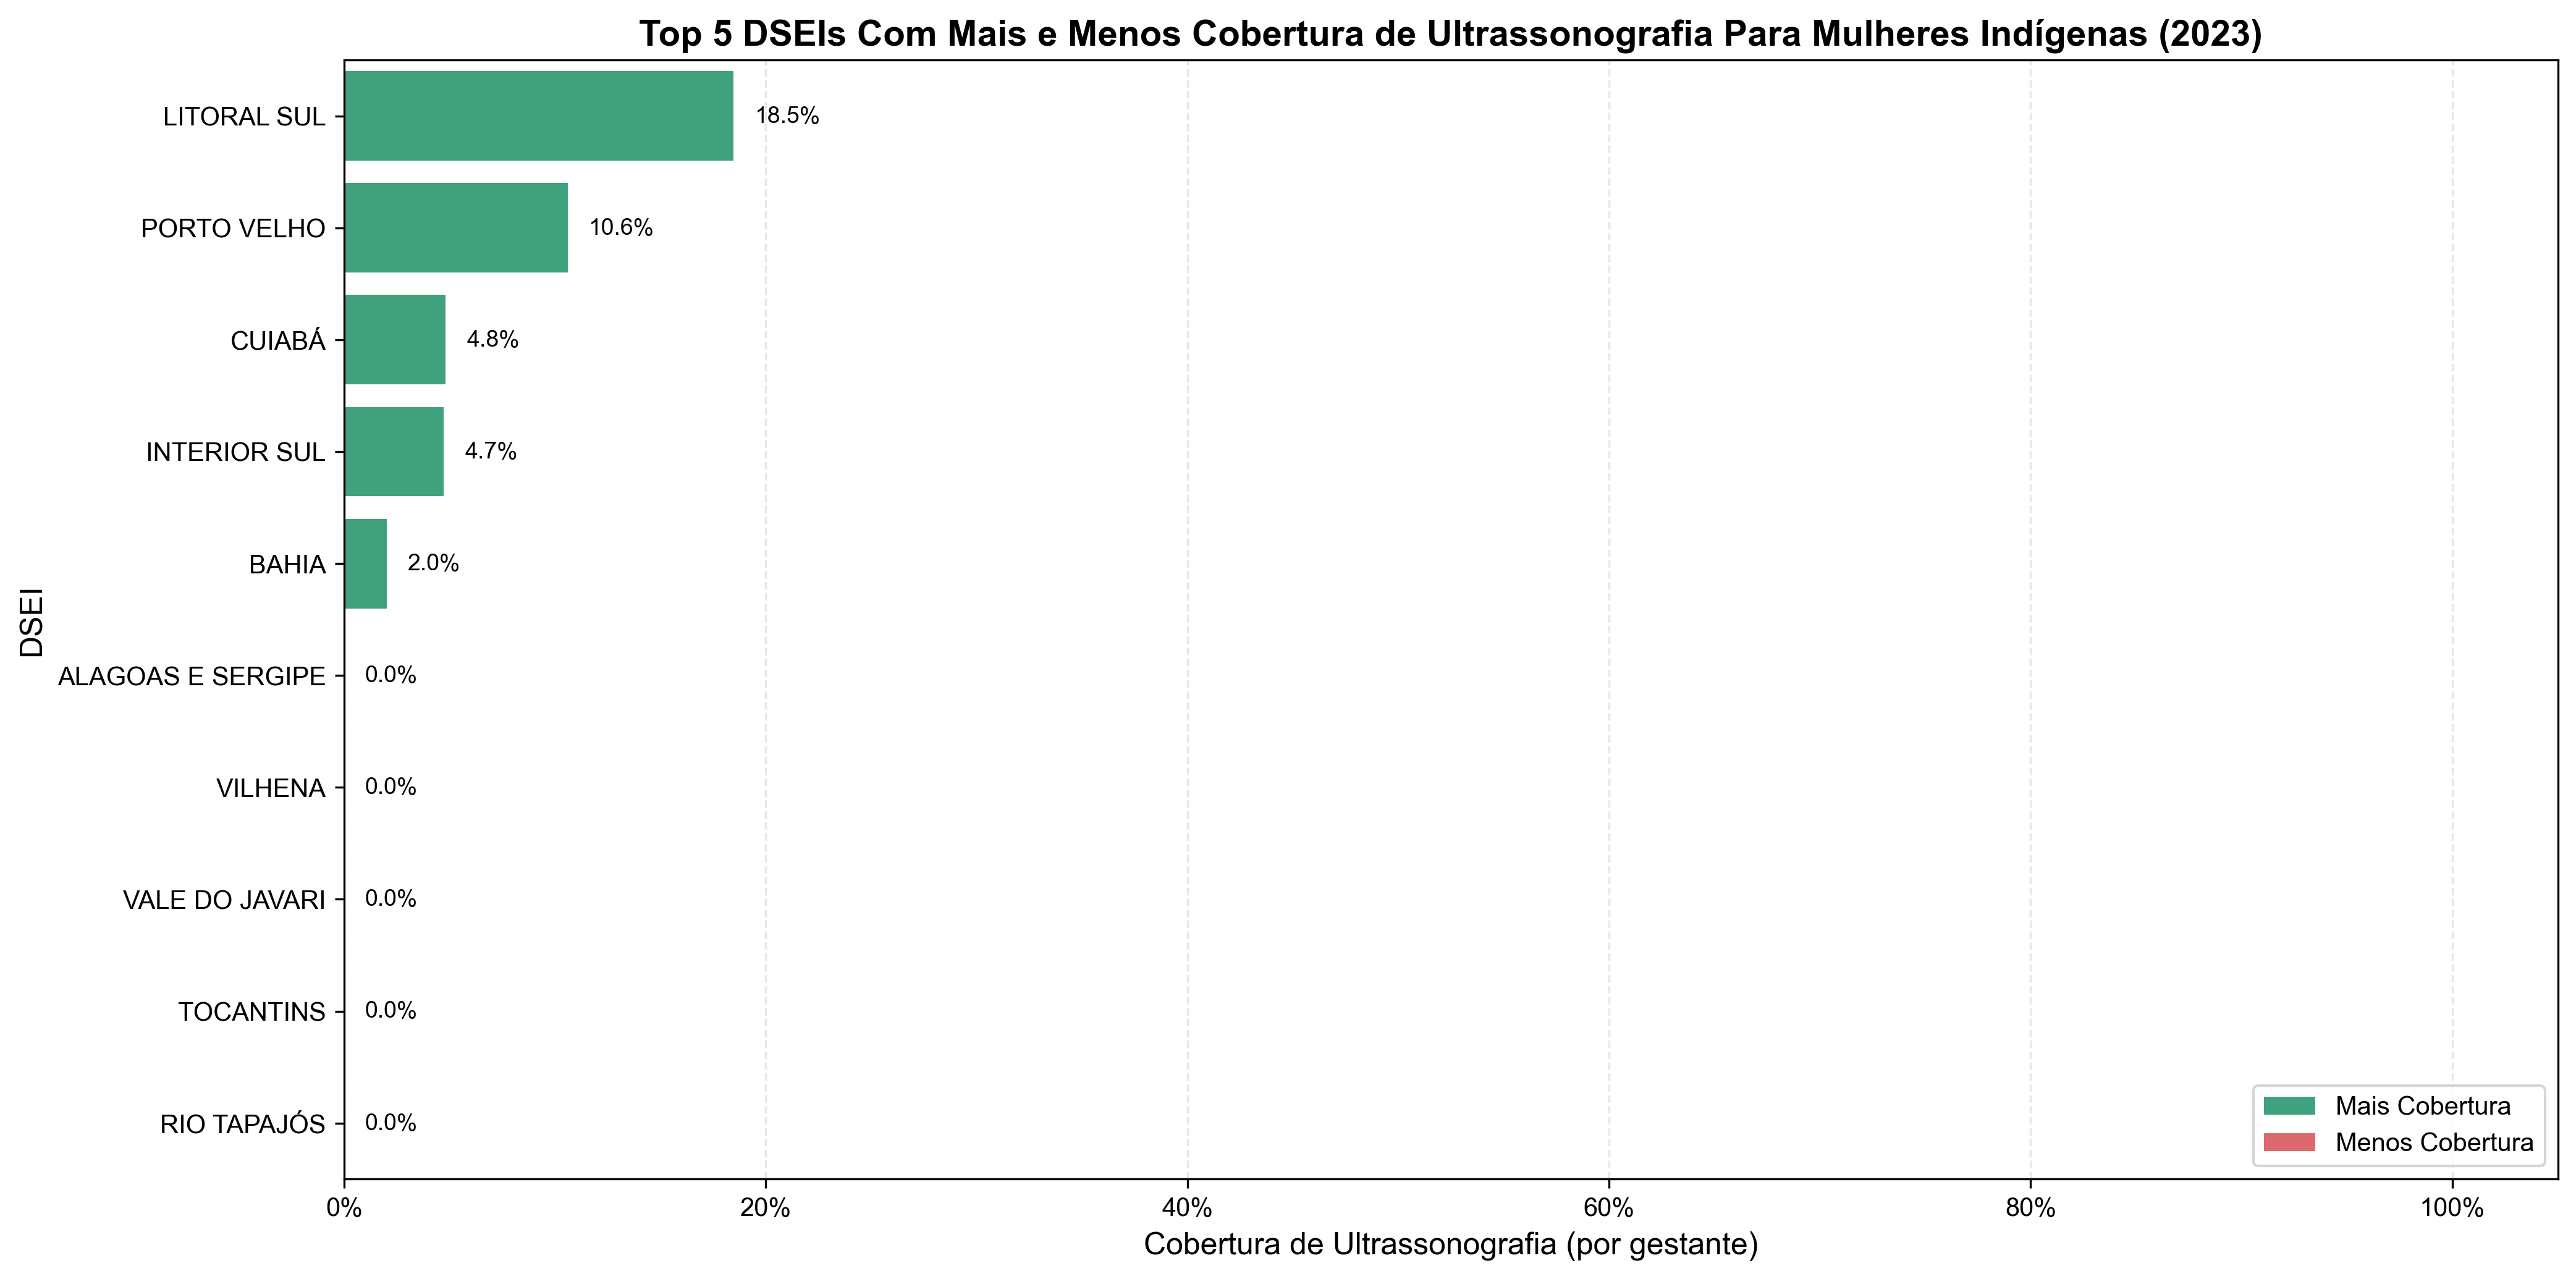 Top 5 DSEIs Com Mais e Menos Cobertura de Ultrassonografia Para Mulheres Indígenas (2023)
DSEI
LITORAL SUL 18.5%
PORTO VELHO 10.6%
CUIABÁ 4.8%
INTERIOR SUL 4.7%
BAHIA 2.0%
ALAGOAS E SERGIPE 0.0%
VILHENA 0.0%
VALE DO JAVARI 0.0%
TOCANTINS 0.0%
RIO TAPAJÓS 0.0%
Mais Cobertura
Menos Cobertura
0% 20% 40% 60% 80% 100%
Cobertura de Ultrassonografia (por gestante)